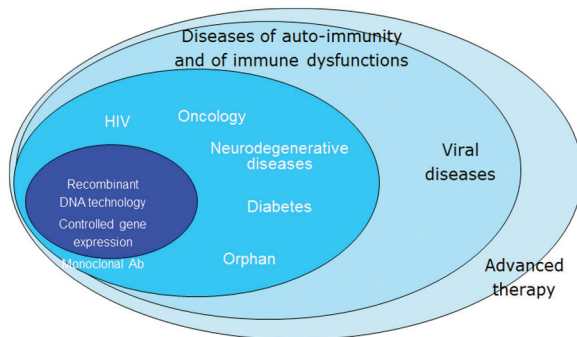 Diseases of auto-immunity
and of immune dysfunctions
HIV
Oncology
Neurodegenerative
diseases
Viral
diseases
Recombinant
DNA technology
Controlled gene
expression
Monoclonal Ab
Diabetes
Orphan
Advanced
therapy